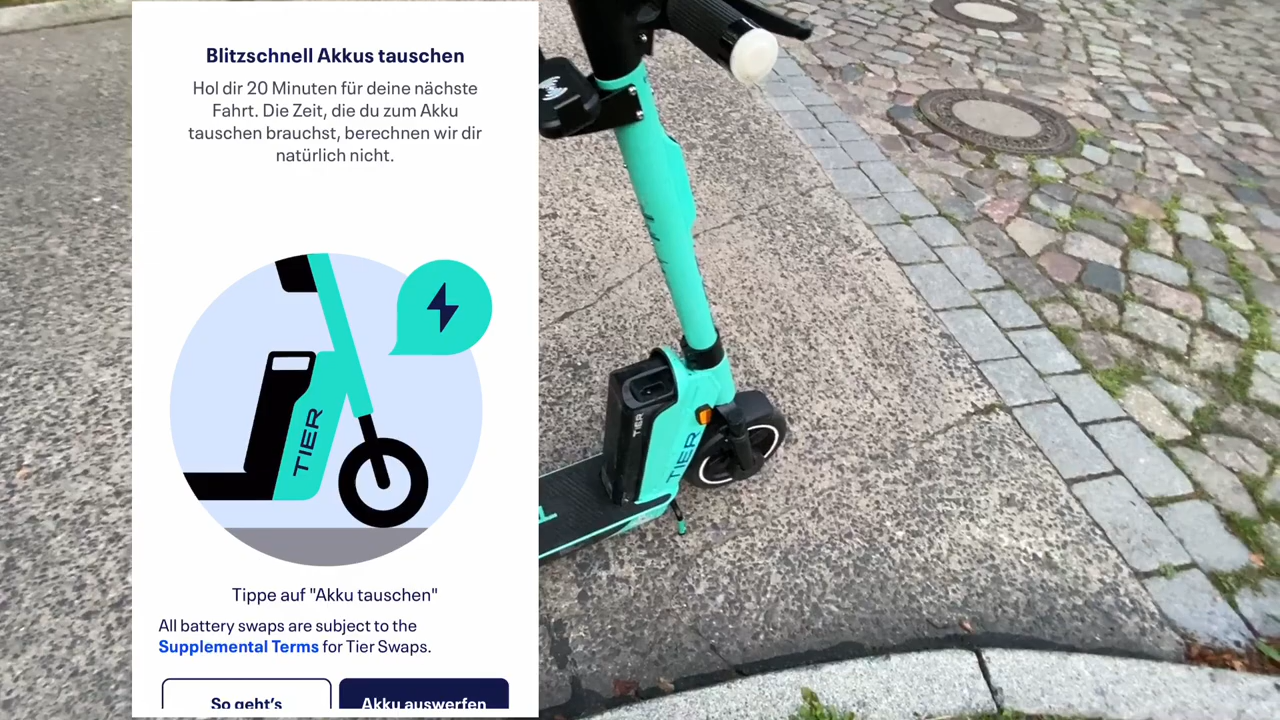 Blitzschnell Akkus tauschen
Hol dir 20 Minuten für deine nächste
Fahrt. Die Zeit, die du zum Akku
tauschen brauchst, berechnen wir dir
natürlich nicht.
TIER
Tippe auf "Akku tauschen"
All battery swaps are subject to the
Supplemental Terms for Tier Swaps.
So geht's
Akku auswerfen
TIER
TIER